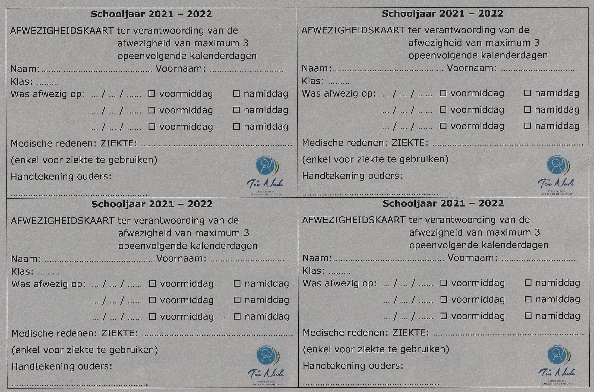 Schooljaar 2021 – 2022
AFWEZIGHEIDSKAART ter verantwoording van de
afwezigheid van maximum 3
opeenvolgende kalenderdagen
Naam: .................................. Voornaam: ........................
Klas: ........
Was afwezig op: ... / ... / ...... ☐ voormiddag ☐ namiddag
... / ... / ...... ☐ voormiddag ☐ namiddag
... / ... / ...... ☐ voormiddag ☐ namiddag
Medische redenen: ZIEKTE: ..............................................
(enkel voor ziekte te gebruiken)
Handtekening ouders:
..........................................
Schooljaar 2021 – 2022
AFWEZIGHEIDSKAART ter verantwoording van de
afwezigheid van maximum 3
opeenvolgende kalenderdagen
Naam: .................................. Voornaam: ........................
Klas: ........
Was afwezig op: ... / ... / ...... ☐ voormiddag ☐ namiddag
... / ... / ...... ☐ voormiddag ☐ namiddag
... / ... / ...... ☐ voormiddag ☐ namiddag
Medische redenen: ZIEKTE: ..............................................
(enkel voor ziekte te gebruiken)
Handtekening ouders:
..........................................
Schooljaar 2021 – 2022
AFWEZIGHEIDSKAART ter verantwoording van de
afwezigheid van maximum 3
opeenvolgende kalenderdagen
Naam: .................................. Voornaam: ........................
Klas: ........
Was afwezig op: ... / ... / ...... ☐ voormiddag ☐ namiddag
... / ... / ...... ☐ voormiddag ☐ namiddag
... / ... / ...... ☐ voormiddag ☐ namiddag
Medische redenen: ZIEKTE: ..............................................
(enkel voor ziekte te gebruiken)
Handtekening ouders:
..........................................
Schooljaar 2021 – 2022
AFWEZIGHEIDSKAART ter verantwoording van de
afwezigheid van maximum 3
opeenvolgende kalenderdagen
Naam: .................................. Voornaam: ........................
Klas: ........
Was afwezig op: ... / ... / ...... ☐ voormiddag ☐ namiddag
... / ... / ...... ☐ voormiddag ☐ namiddag
... / ... / ...... ☐ voormiddag ☐ namiddag
Medische redenen: ZIEKTE: ..............................................
(enkel voor ziekte te gebruiken)
Handtekening ouders:
..........................................